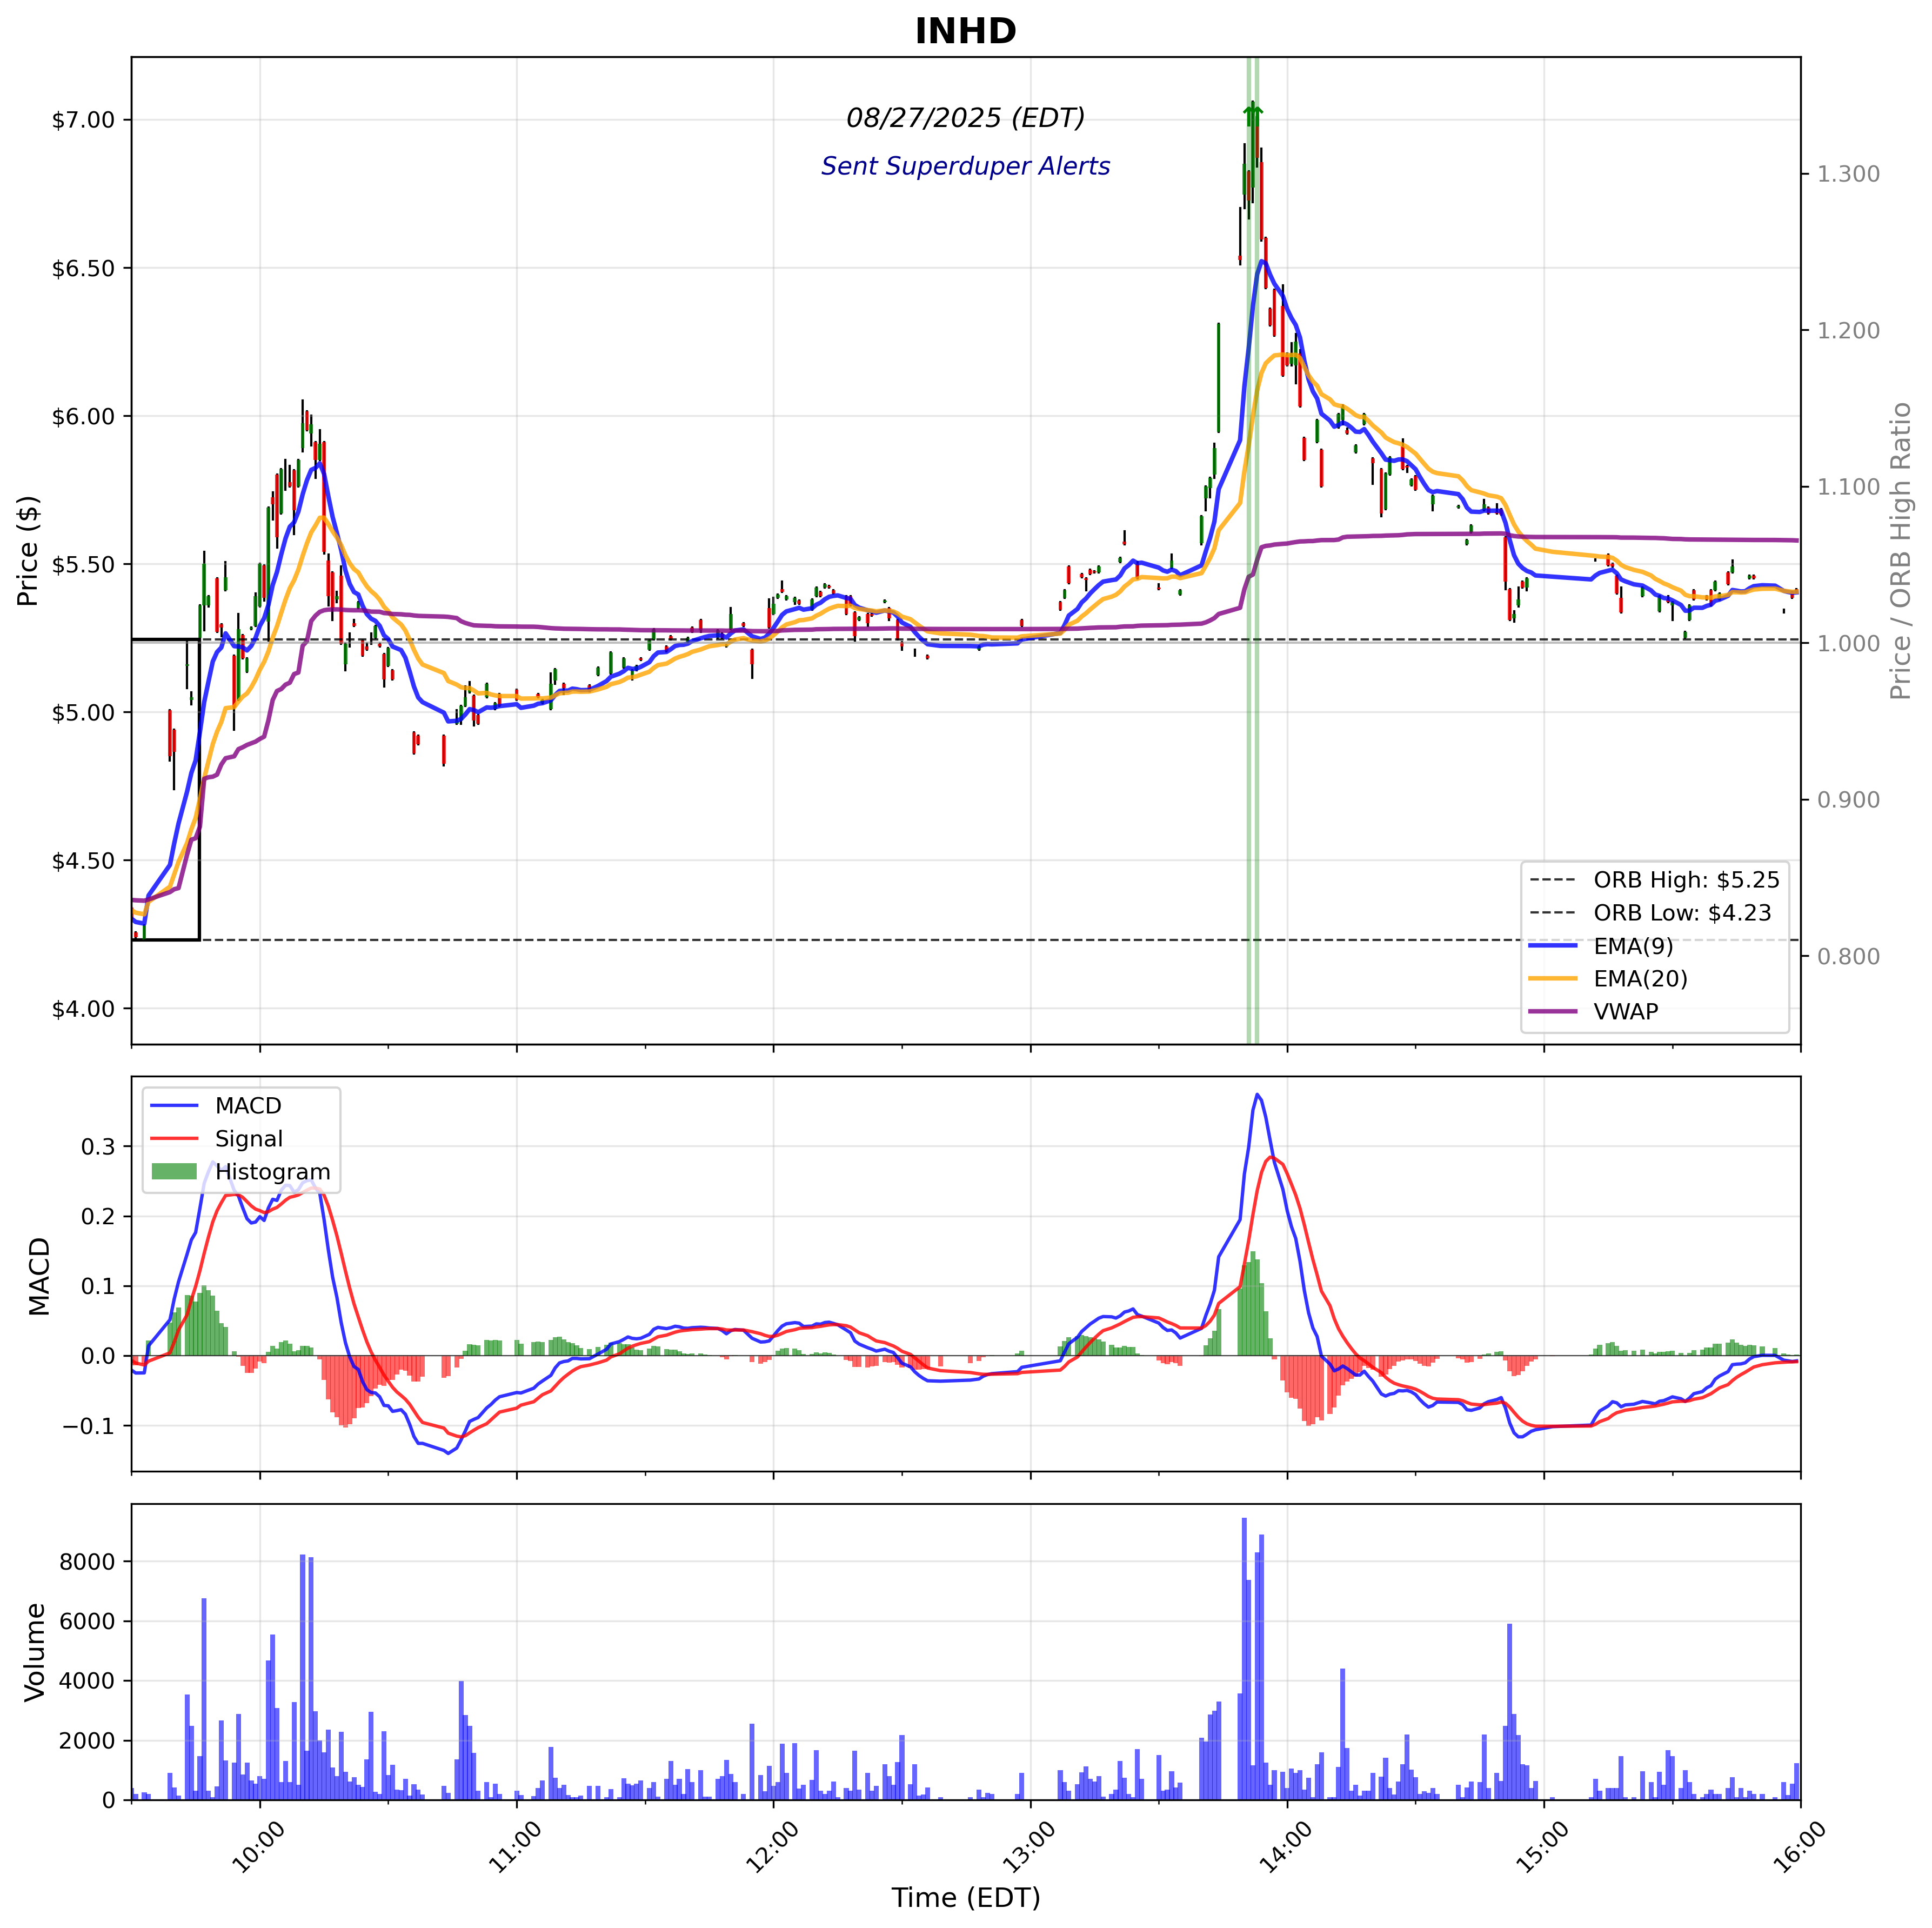 INHD
08/27/2025 (EDT)
Sent Superduper Alerts
Price ($)
$7.00
$6.50
$6.00
$5.50
$5.00
$4.50
$4.00
1.300
1.200
1.100
1.000
0.900
0.800
Price / ORB High Ratio
ORB High: $5.25
ORB Low: $4.23
EMA(9)
EMA(20)
VWAP
MACD
Signal
Histogram
MACD
0.3
0.2
0.1
0.0
−0.1
Volume
8000
6000
4000
2000
0
10:00
11:00
12:00
13:00
14:00
15:00
16:00
Time (EDT)